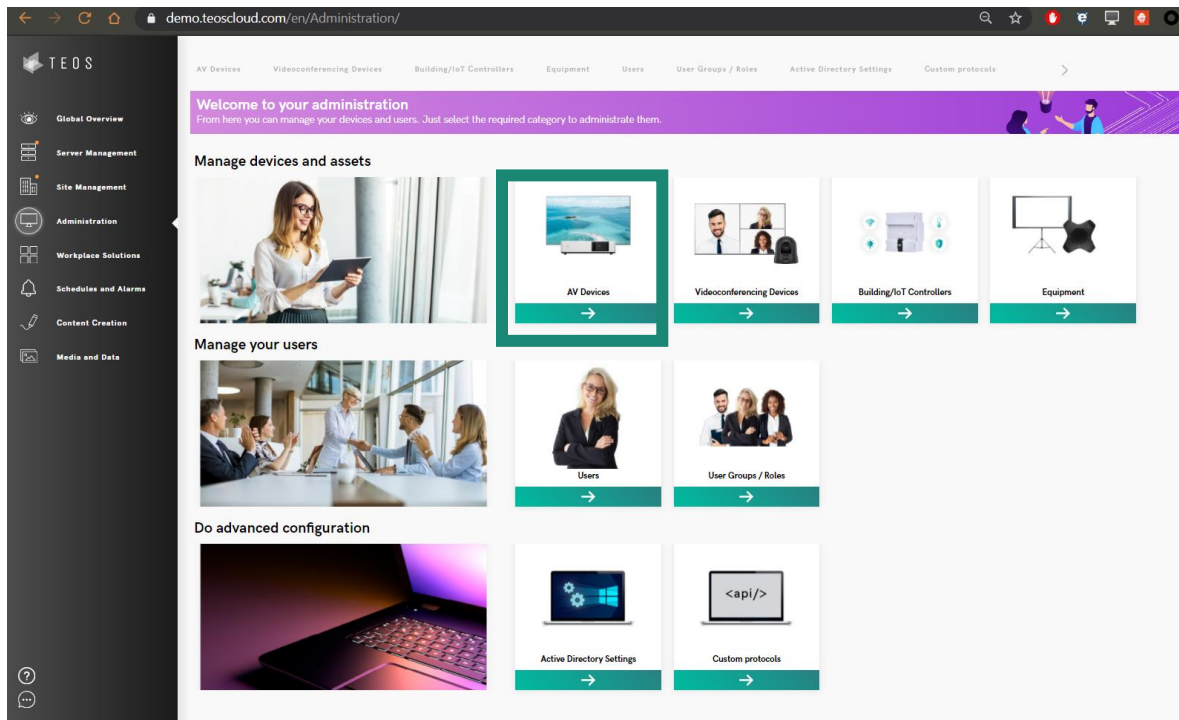 demo.teoscloud.com/en/Administration/
TEOS
Global Overview
Server Management
Site Management
Administration
Workplace Solutions
Schedules and Alarms
Content Creation
Media and Data
AV Devices Videoconferencing Devices Building/IoT Controllers Equipment Users User Groups / Roles Active Directory Settings Custom protocols
Welcome to your administration
From here you can manage your devices and users. Just select the required category to administrate them.
Manage devices and assets
AV Devices
Videoconferencing Devices
Building/IoT Controllers
Equipment
Manage your users
Users
User Groups / Roles
Do advanced configuration
<api/>
Active Directory Settings
Custom protocols